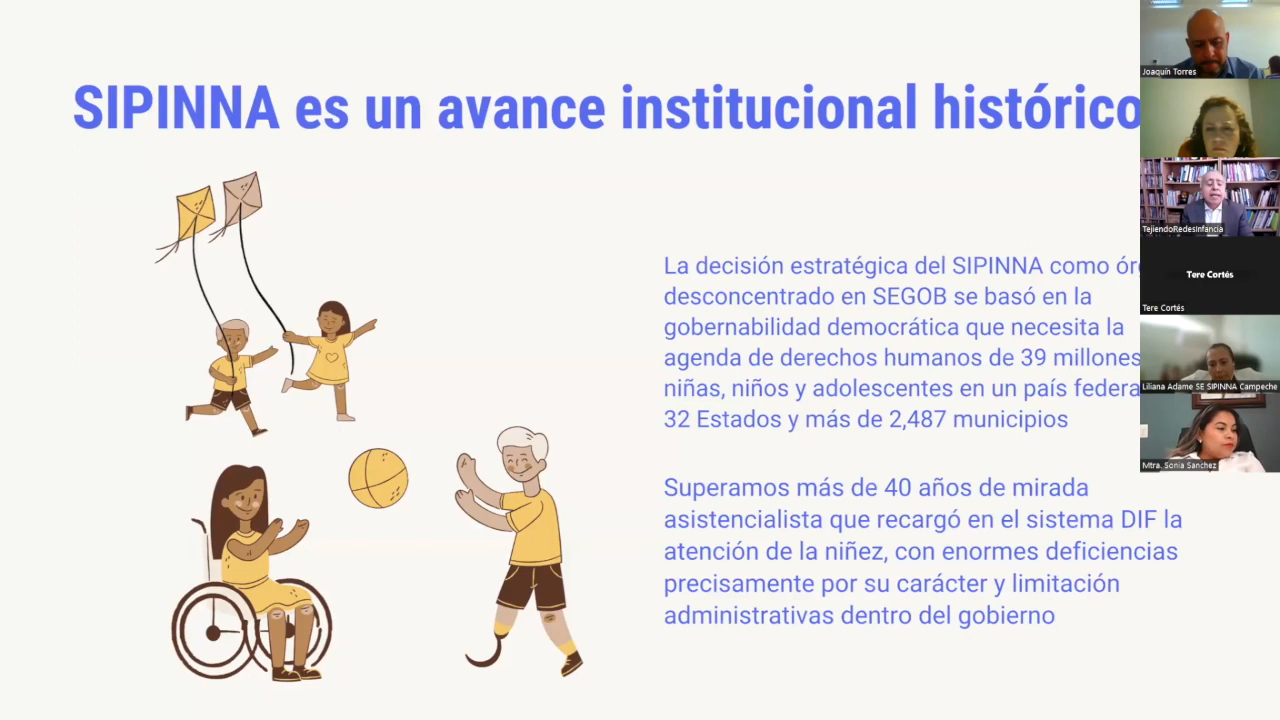 SIPINNA es un avance institucional histórico
La decisión estratégica del SIPINNA como
desconcentrado en SEGOB se basó en la
gobernabilidad democrática que necesita la
agenda de derechos humanos de 39 millones
niñas, niños y adolescentes en un país
32 Estados y más de 2,487 municipios
Superamos más de 40 años de mirada
asistencialista que recargó en el sistema DIF la
atención de la niñez, con enormes deficiencias
precisamente por su carácter y limitación
administrativas dentro del gobierno
Joaquín Torres
TejiendoRedesInfancia
Tere Cortés
Tere Cortés
Liliana Adame SE SIPINNA Campeche
Mtra. Sonia Sanchez